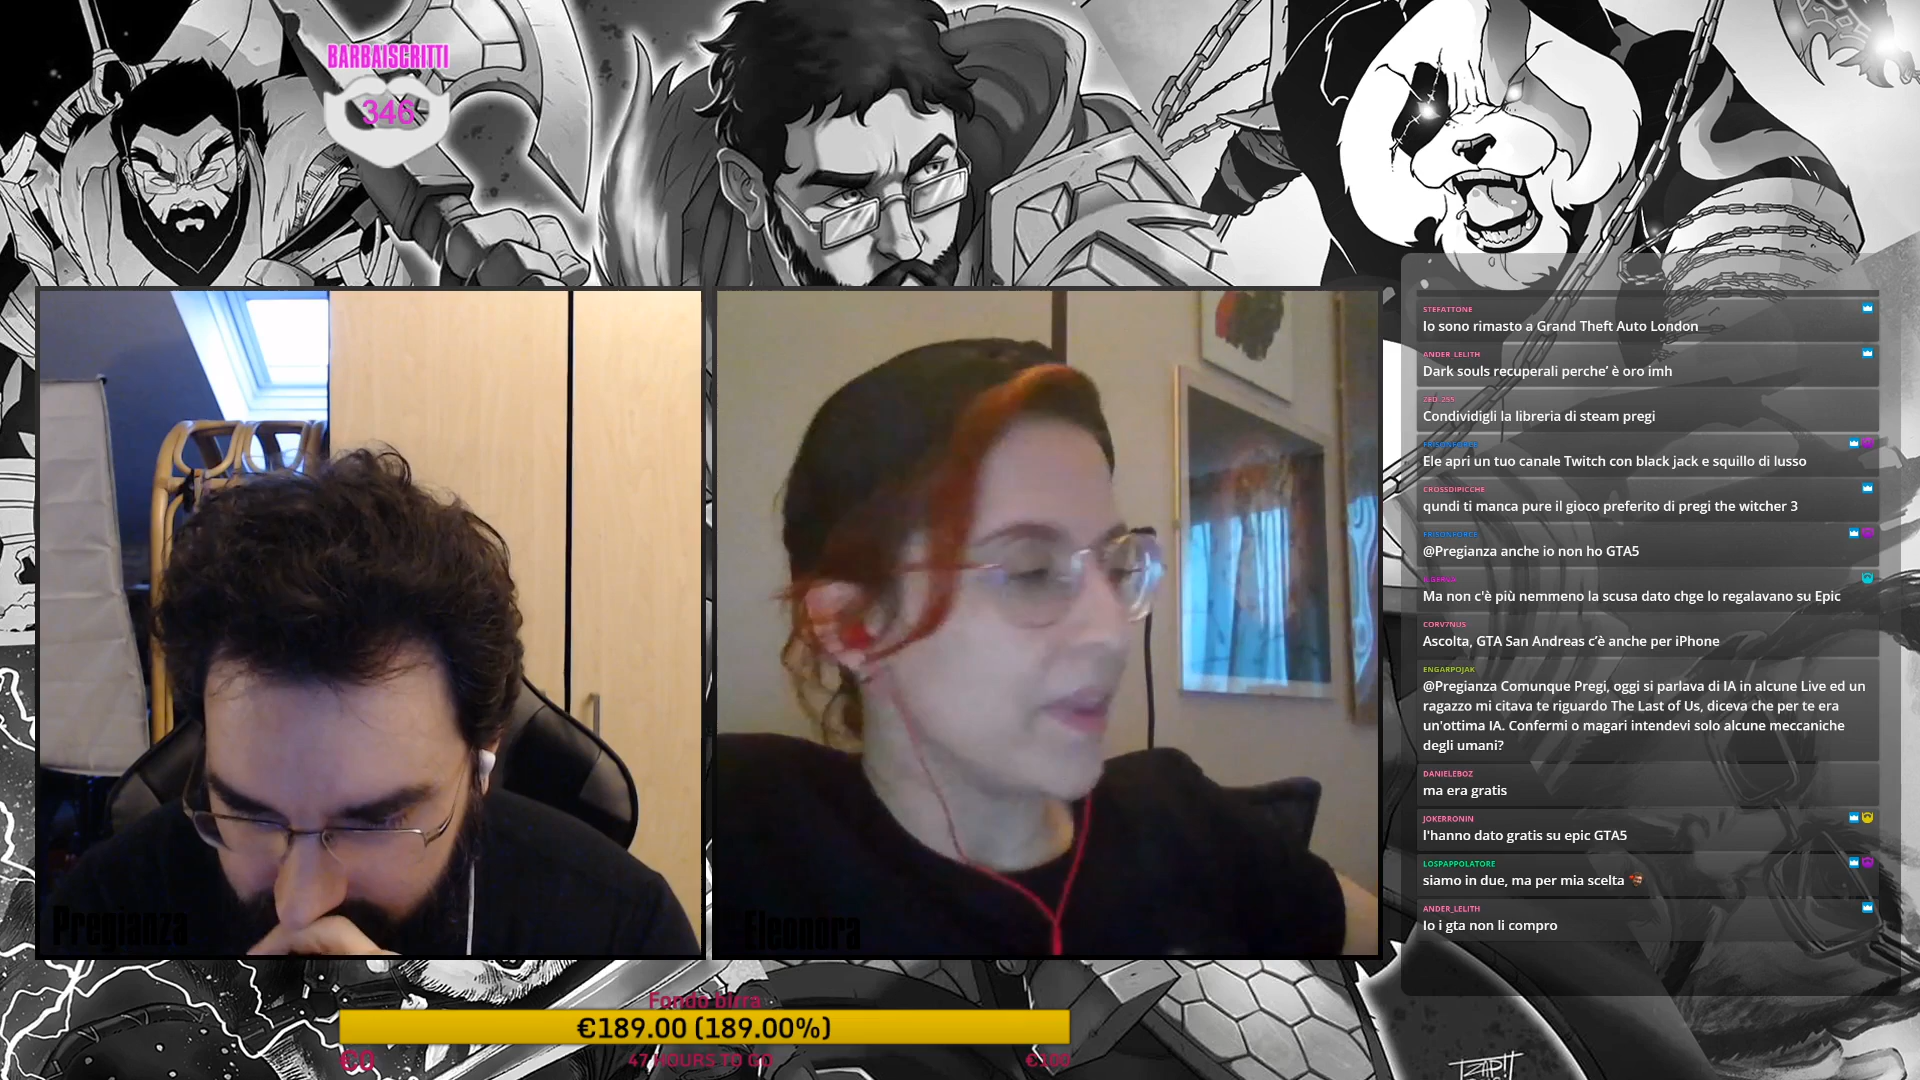 BARBAISCRITTI
346
STEFATTONE
Io sono rimasto a Grand Theft Auto London
ANDER_LELITH
Dark souls recuperali perche' è oro imh
ZED_255
Condividigli la libreria di steam pregi
FRISONFORCE
Ele apri un tuo canale Twitch con black jack e squillo di lusso
CROSSDIPICCHE
qundi ti manca pure il gioco preferito di pregi the witcher 3
FRISONFORCE
@Pregianza anche io non ho GTA5
Ma non c'è più nemmeno la scusa dato chge lo regalavano su Epic
CORV7NUS
Ascolta, GTA San Andreas c'è anche per iPhone
ENGARPOJAK
@Pregianza Comunque Pregi, oggi si parlava di IA in alcune Live ed un
ragazzo mi citava te riguardo The Last of Us, diceva che per te era
un'ottima IA. Confermi o magari intendevi solo alcune meccaniche
degli umani?
DANIELEBOZ
ma era gratis
JOKERRONIN
l'hanno dato gratis su epic GTA5
LOSPAPPOLATORE
siamo in due, ma per mia scelta
ANDER_LELITH
Io i gta non li compro
Pregianza
Eleonora
Fondo birra
€189.00 (189.00%)
€0
47 HOURS TO GO
€100